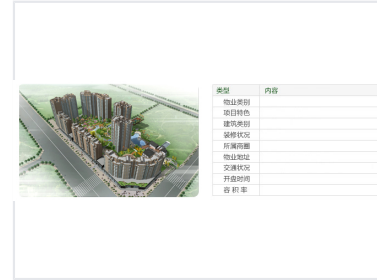 类型 内容
物业类别
项目特色
建筑类别
装修状况
所属商圈
物业地址
交通状况
开盘时间
容 积 率